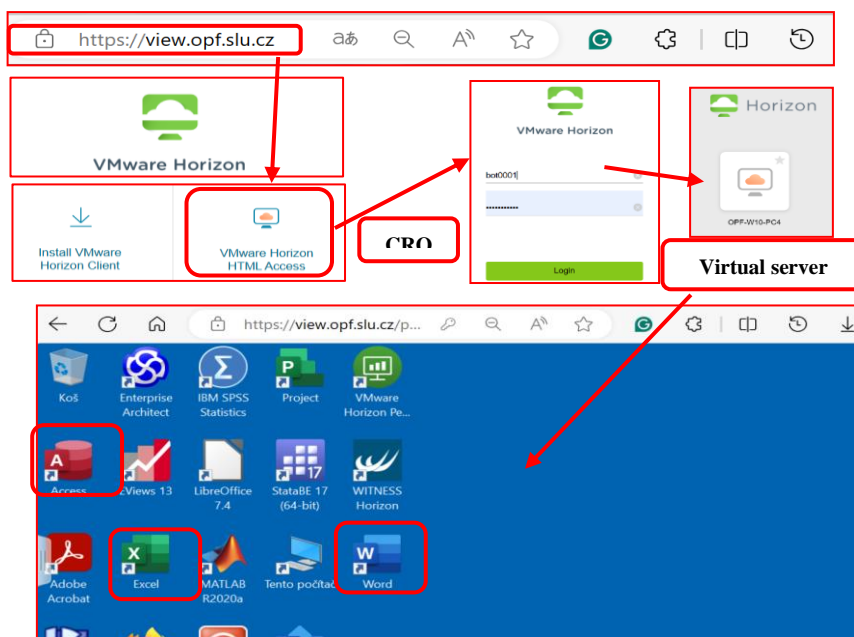 https://view.opf.slu.cz
aあ
A
G
VMware Horizon
Install VMware
Horizon Client
VMware Horizon
HTML Access
CRO
VMware Horizon
bot0001
Login
Horizon
OPF-W10-PC4
Virtual server
https://view.opf.slu.cz/p...
A
G
Koš
Enterprise
Architect
IBM SPSS
Statistics
P
Project
VMware
Horizon Pe...
A
Access
EViews 13
LibreOffice
7.4
17
StataBE 17
(64-bit)
WITNESS
Horizon
Adobe
Acrobat
X
Excel
MATLAB
R2020a
Tento počítač
W
Word